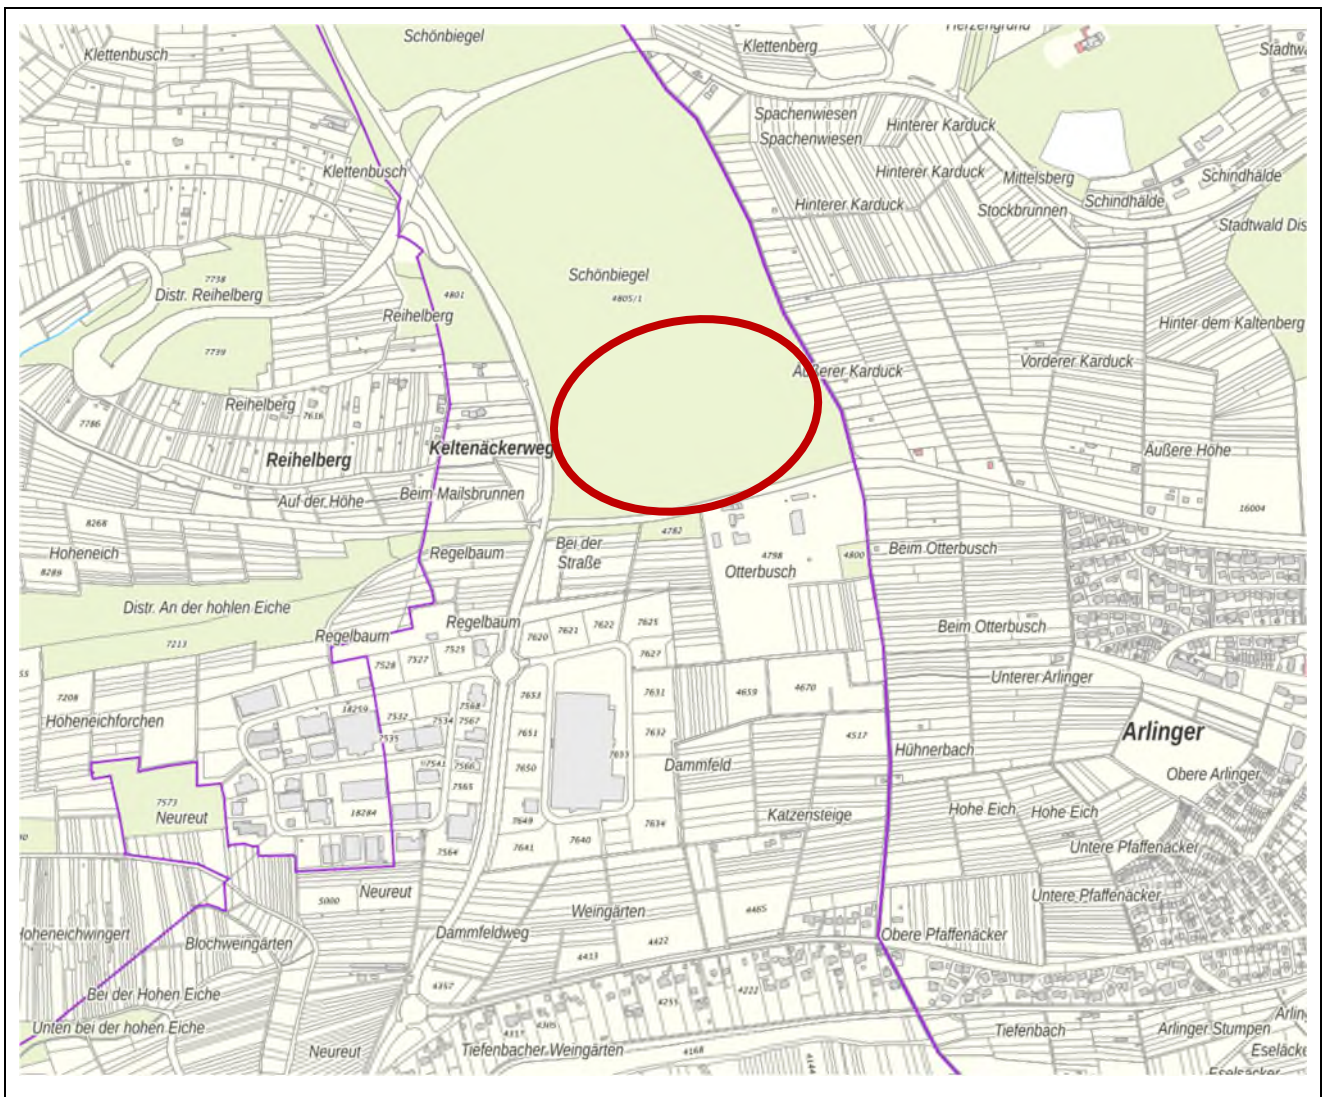 Schönbiegel
Herzengrund
Klettenbusch
Klettenberg
Stadtwa
Spachenwiesen
Spachenwiesen
Hinterer Karduck
Klettenbusch
Hinterer Karduck
Mittelsberg
Schindhälde
Hinterer Karduck
Stockbrunnen
Schindhälde
Stadtwald Dis
Schönbiegel
4805/1
7738
Distr. Reihelberg
4801
Reihelberg
Hinter dem Kaltenberg
7739
Vorderer Karduck
Äußerer Karduck
Reihelberg
7616
7786
Reihelberg
Keltenäckerweg
Äußere Höhe
Auf der Höhe
Beim Mailsbrunnen
16004
8268
4782
Hoheneich
Regelbaum
Bei der
Straße
4798
4800
Beim Otterbusch
8289
Otterbusch
Distr. An der hohlen Eiche
Regelbaum
Regelbaum
7620
7621
7622
7625
Beim Otterbusch
7213
7528
7527
7525
7627
55
Unterer Arlinger
7208
7653
7631
4659
4670
18259
7568
Hoheneichforchen
7532
7534
7567
7651
7632
4517
Arlinger
7535
7633
Hühnerbach
7541
7566
7650
Dammfeld
Obere Arlinger
7565
7573
Neureut
18284
7649
7634
Katzensteige
Hohe Eich
Hohe Eich
7564
7641
7640
Untere Pfaffenäcker
Neureut
5000
Untere Pfaffenäcker
Weingärten
4465
Hoheneichwingert
Blochweingärten
Dammfeldweg
4422
Obere Pfaffenäcker
4413
Bei der Hohen Eiche
4357
4255
4222
Unten bei der hohen Eiche
4317
4305
Tiefenbach
Arlinger Stumpen
Arlin
Neureut
Tiefenbacher Weingärten
4168
4144
Eseläcke
Eselsäcker